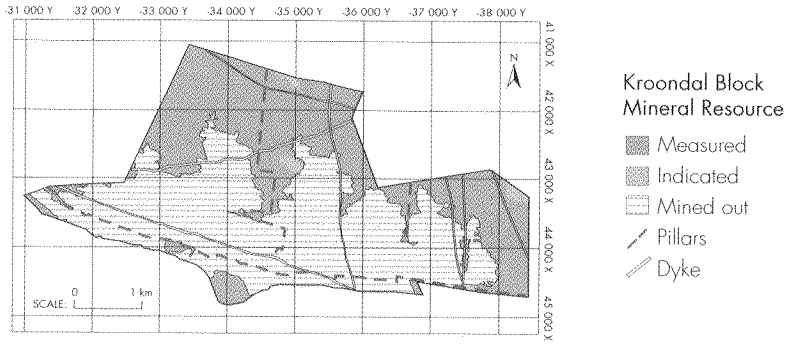 -31 000 Y -32 000 Y -33 000 Y -34 000 Y -35 000 Y -36 000 Y -37 000 Y -38 000 Y
41 000 X
42 000 X
43 000 X
44 000 X
45 000 X
N
SCALE: 0 1 km
Kroondal Block
Mineral Resource
Measured
Indicated
Mined out
Pillars
Dyke